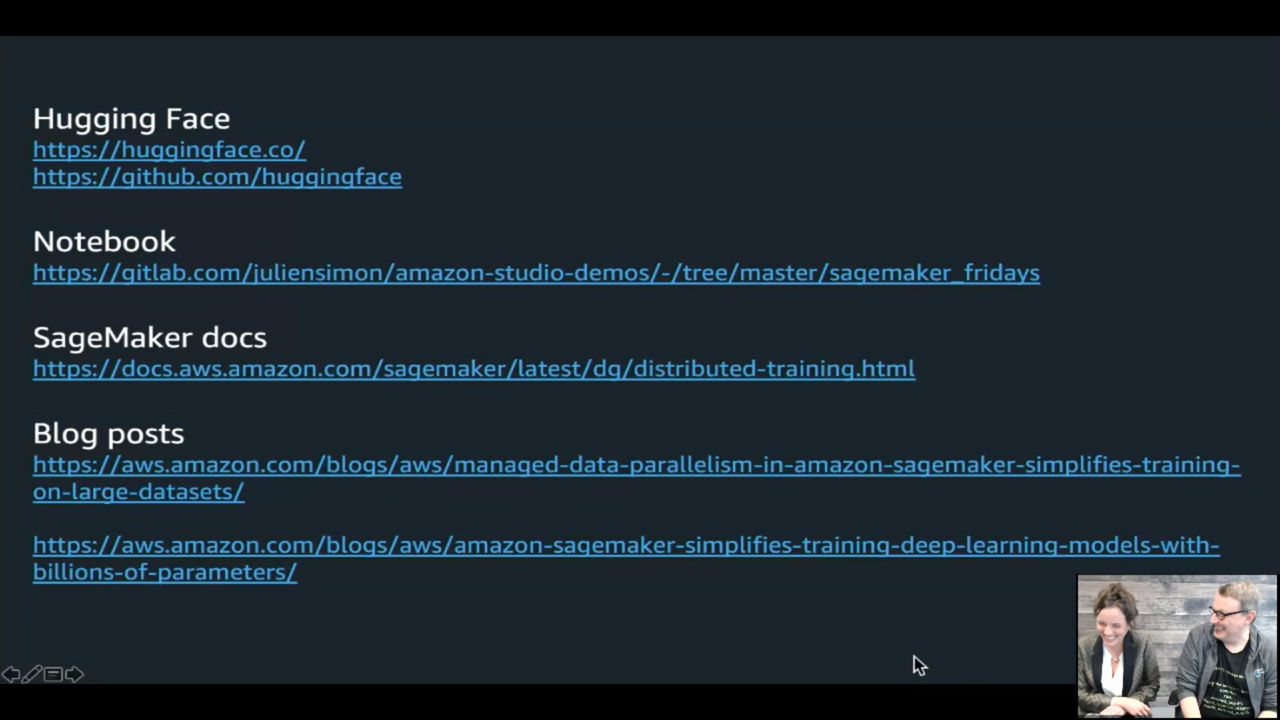 Hugging Face
https://huggingface.co/
https://github.com/huggingface
Notebook
https://gitlab.com/juliensimon/amazon-studio-demos/-/tree/master/sagemaker_fridays
SageMaker docs
https://docs.aws.amazon.com/sagemaker/latest/dg/distributed-training.html
Blog posts
https://aws.amazon.com/blogs/aws/managed-data-parallelism-in-amazon-sagemaker-simplifies-training-
on-large-datasets/
https://aws.amazon.com/blogs/aws/amazon-sagemaker-simplifies-training-deep-learning-models-with-
billions-of-parameters/